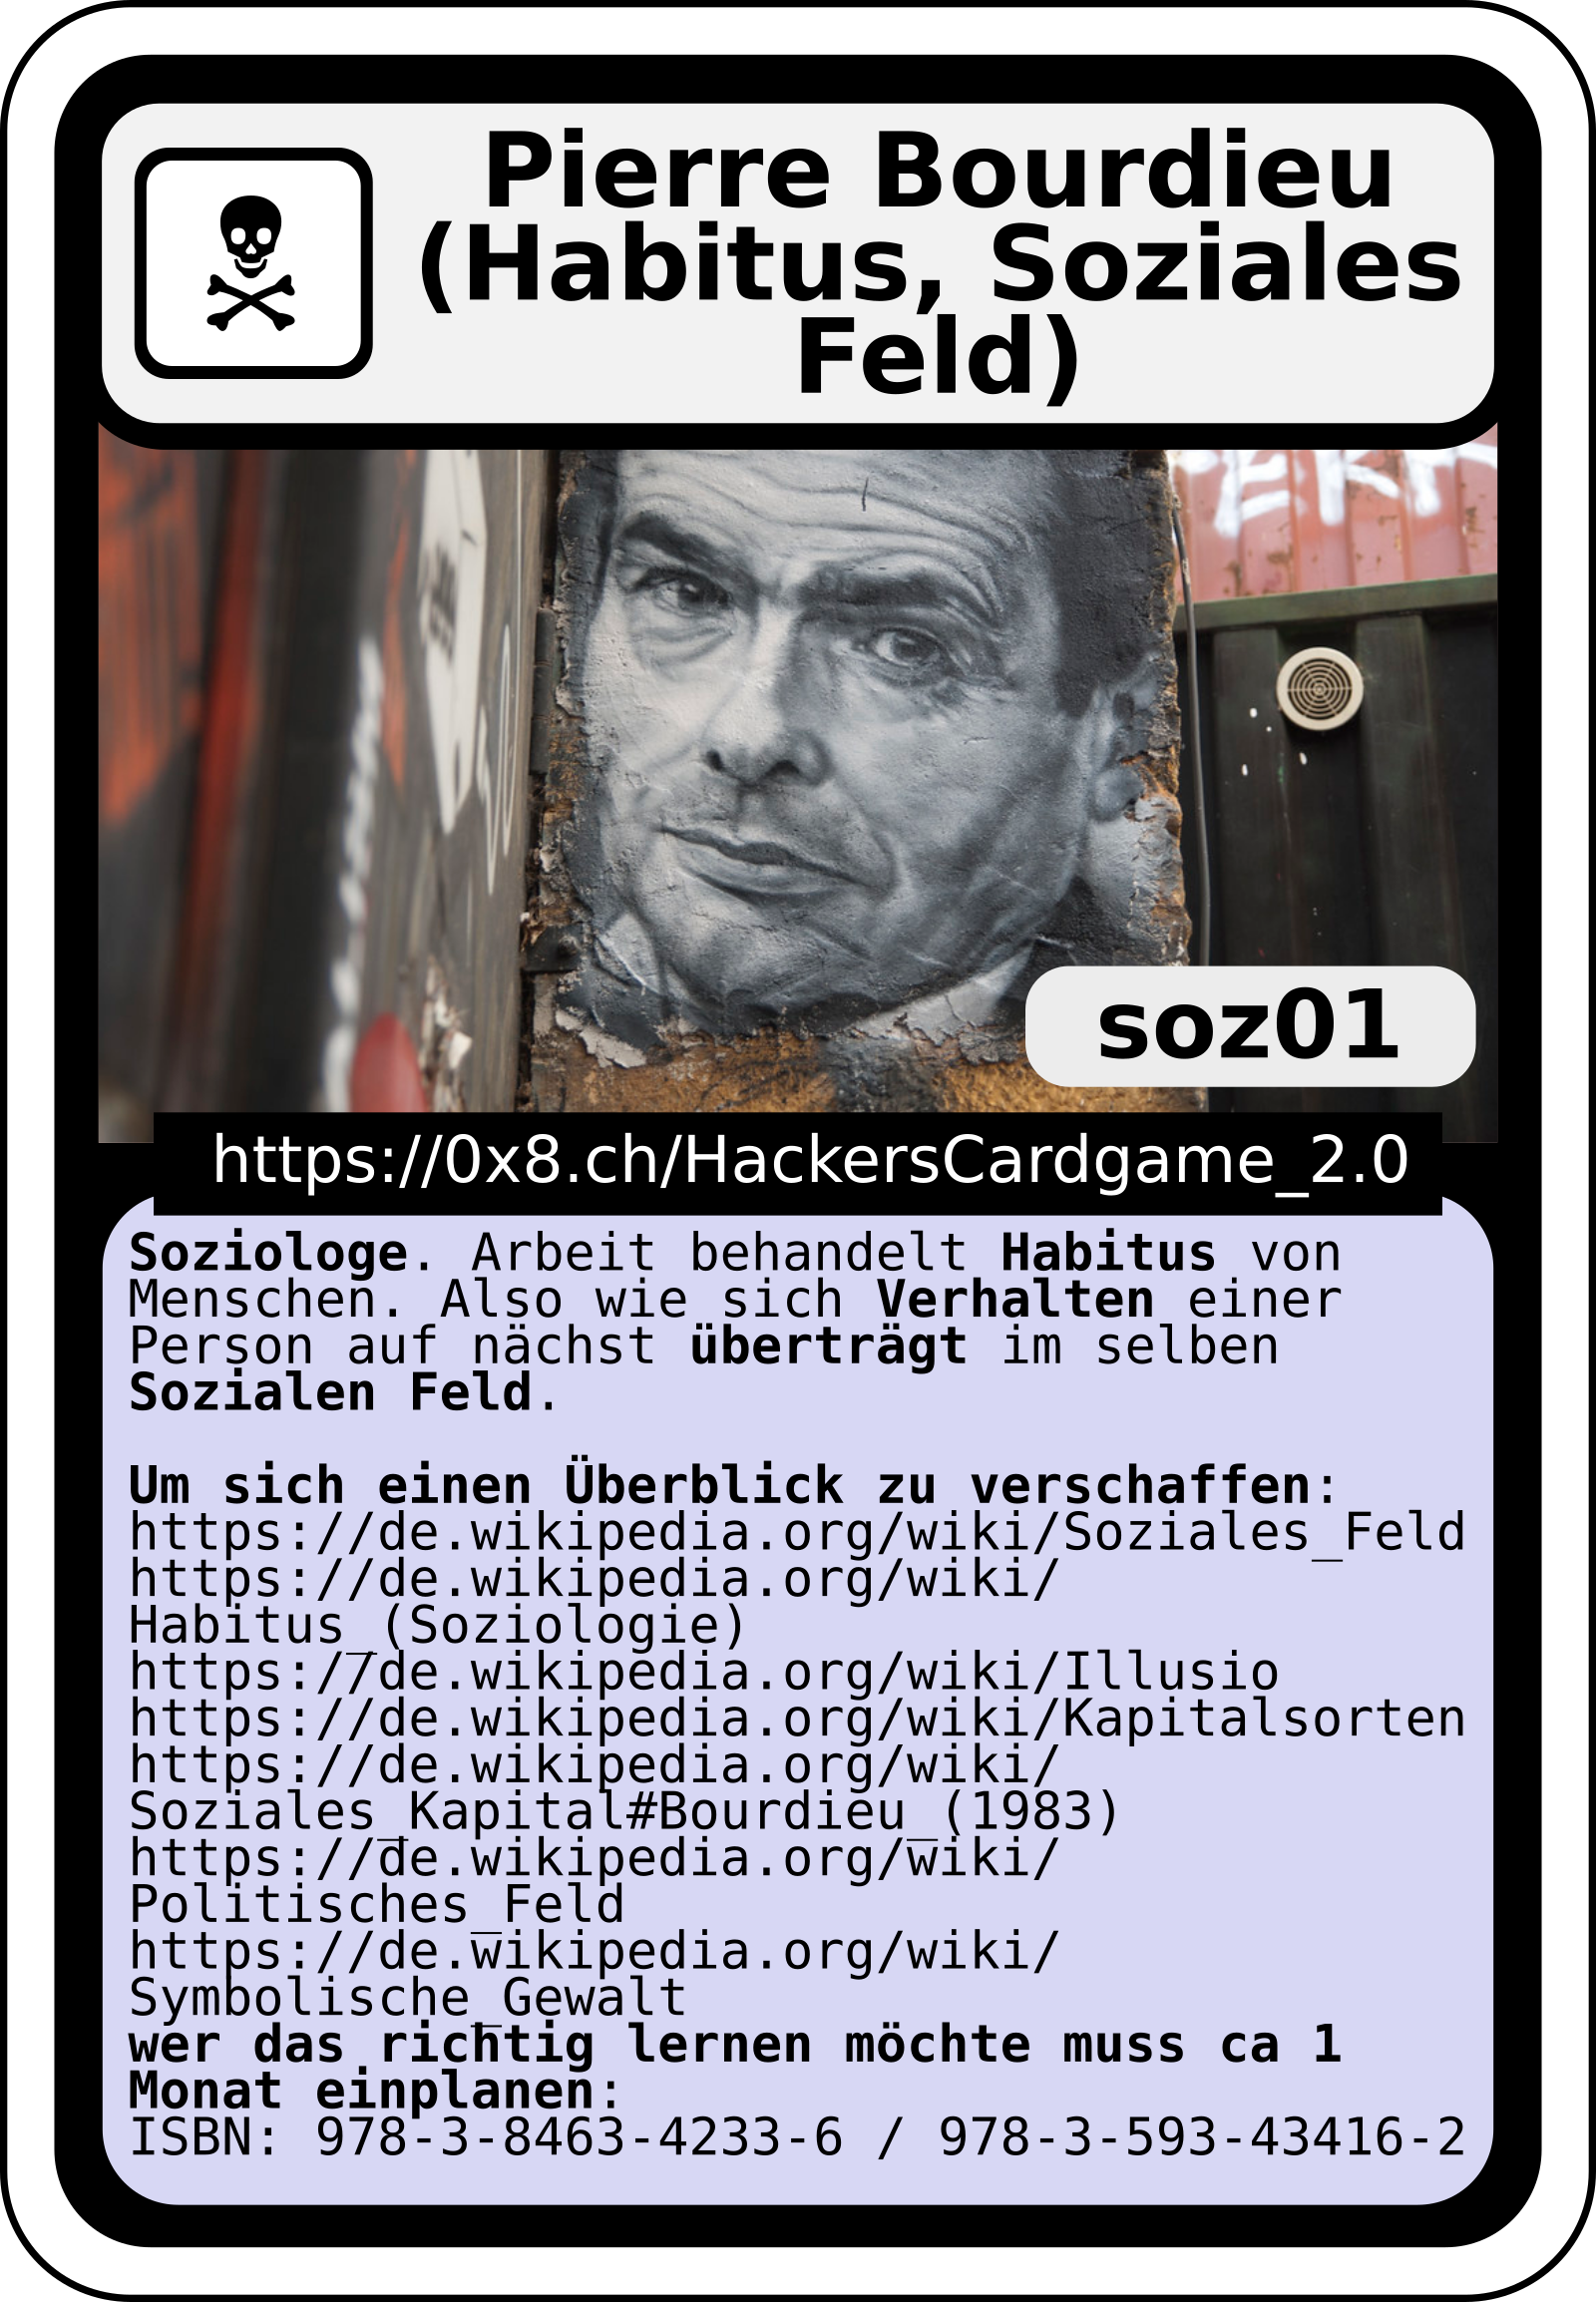 Pierre Bourdieu
(Habitus, Soziales
Feld)
soz01
https://0x8.ch/HackersCardgame_2.0
Soziologe. Arbeit behandelt Habitus von
Menschen. Also wie sich Verhalten einer
Person auf nächst überträgt im selben
Sozialen Feld.
Um sich einen Überblick zu verschaffen:
https://de.wikipedia.org/wiki/Soziales_Feld
https://de.wikipedia.org/wiki/
Habitus_(Soziologie)
https://de.wikipedia.org/wiki/Illusio
https://de.wikipedia.org/wiki/Kapitalsorten
https://de.wikipedia.org/wiki/
Soziales_Kapital#Bourdieu_(1983)
https://de.wikipedia.org/wiki/
Politisches_Feld
https://de.wikipedia.org/wiki/
Symbolische_Gewalt
wer das richtig lernen möchte muss ca 1
Monat einplanen:
ISBN: 978-3-8463-4233-6 / 978-3-593-43416-2